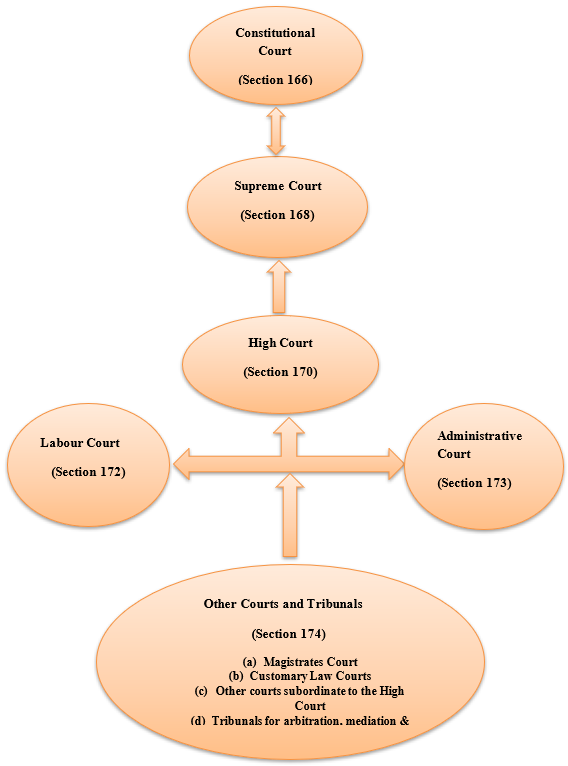 Constitutional
Court
(Section 166)
Supreme Court
(Section 168)
High Court
(Section 170)
Labour Court
(Section 172)
Administrative
Court
(Section 173)
Other Courts and Tribunals
(Section 174)
(a) Magistrates Court
(b) Customary Law Courts
(c) Other courts subordinate to the High
Court
(d) Tribunals for arbitration, mediation &